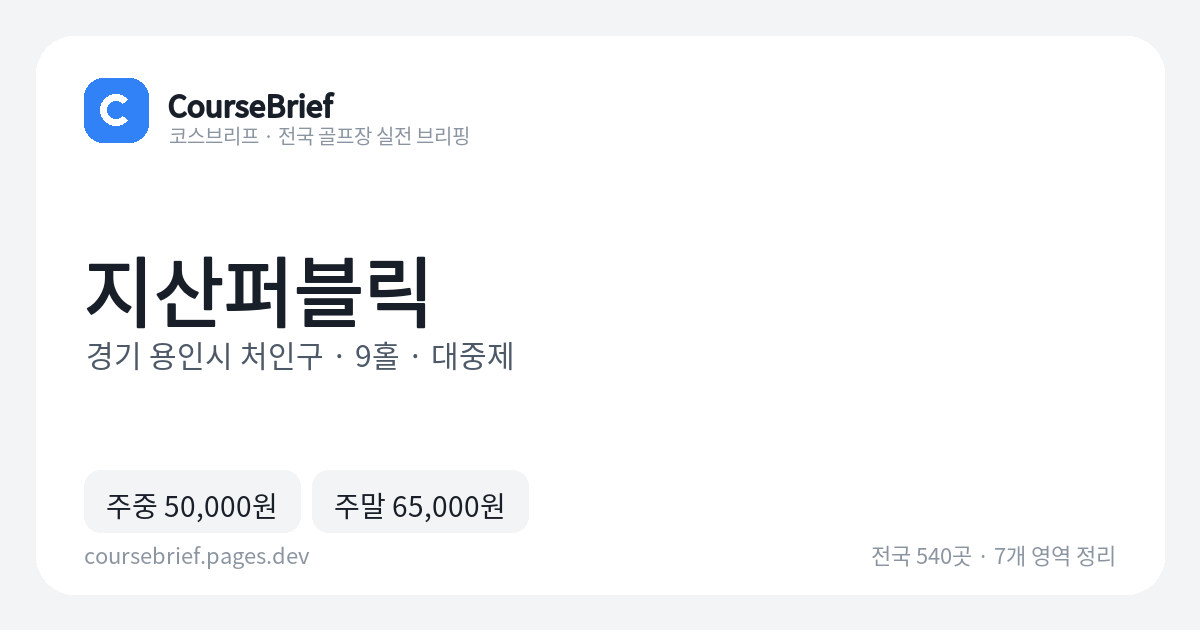 CourseBrief
코스브리프 · 전국 골프장 실전 브리핑
지산퍼블릭
경기 용인시 처인구 · 9홀 · 대중제
주중 50,000원 주말 65,000원
coursebrief.pages.dev 전국 540곳 · 7개 영역 정리